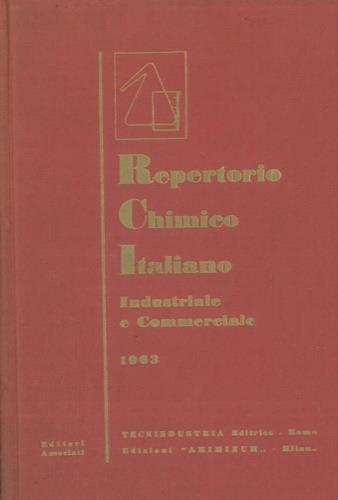 Repertorio
Chimico
Italiano
Industriale
e Commerciale
1963
Editori
Associati
TECNINDUSTRIA Editrice - Roma
Edizioni "ARIMINUM„ - Milano